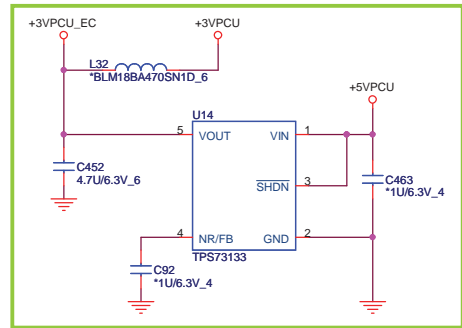 +3VPCU_EC
+3VPCU
L32
*BLM18BA470SN1D_6
+5VPCU
U14
5 VOUT VIN 1
C452
4.7U/6.3V_6
SHDN 3
C463
*1U/6.3V_4
4 NR/FB GND 2
TPS73133
C92
*1U/6.3V_4